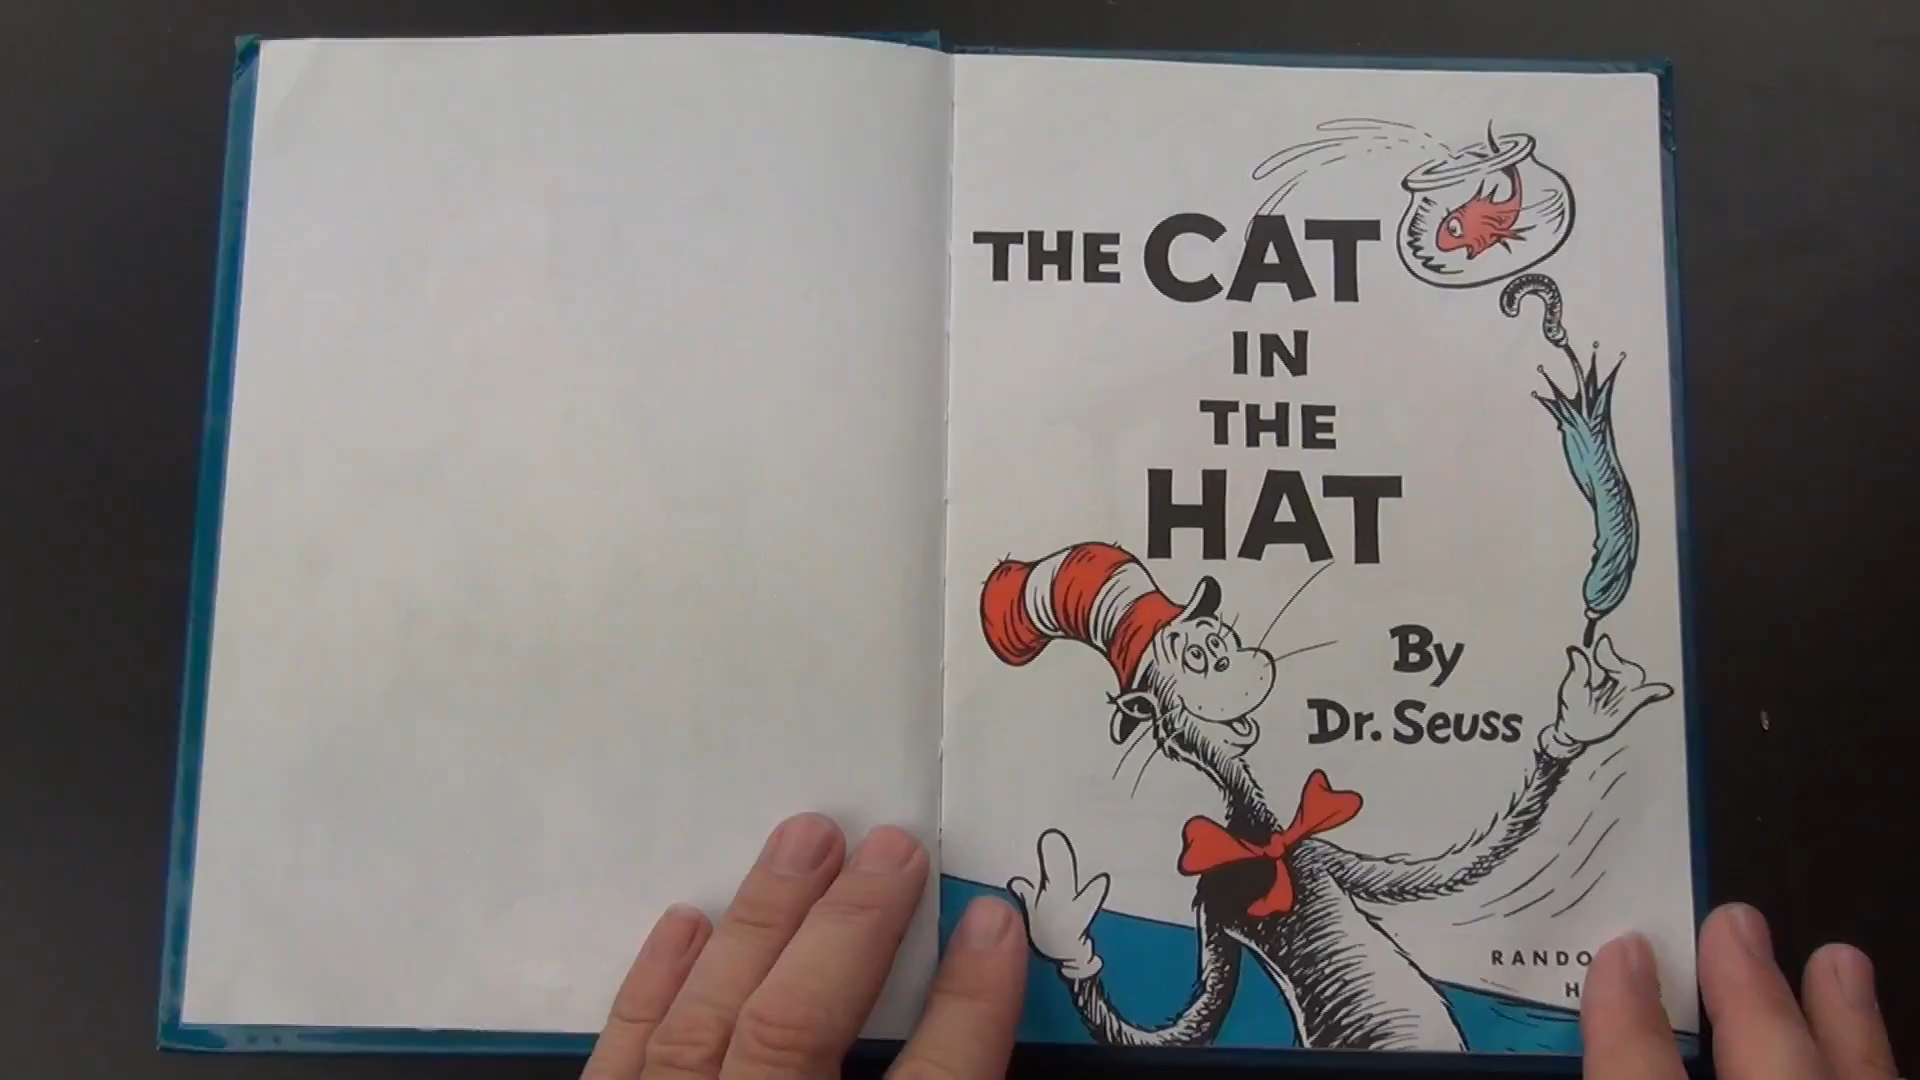 THE CAT
IN
THE
HAT
By
Dr. Seuss